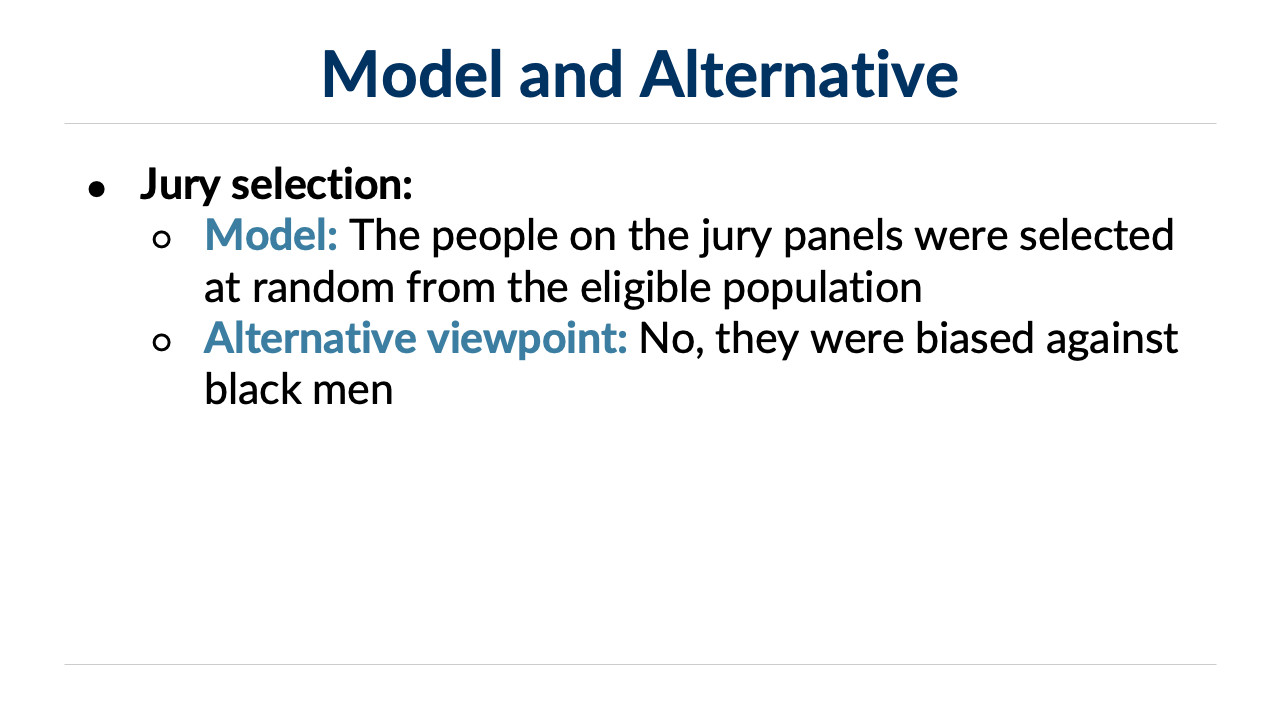 Model and Alternative
● Jury selection:
○ Model: The people on the jury panels were selected
at random from the eligible population
○ Alternative viewpoint: No, they were biased against
black men